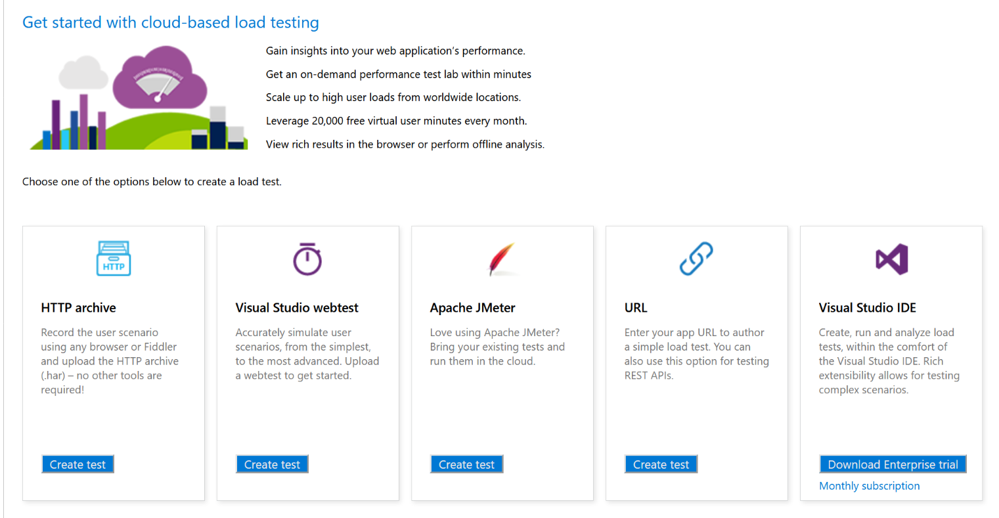 Get started with cloud-based load testing
Gain insights into your web application's performance.
Get an on-demand performance test lab within minutes
Scale up to high user loads from worldwide locations.
Leverage 20,000 free virtual user minutes every month.
View rich results in the browser or perform offline analysis.
Choose one of the options below to create a load test.
HTTP
HTTP archive
Record the user scenario
using any browser or Fiddler
and upload the HTTP archive
(.har) – no other tools are
required!
Create test
Visual Studio webtest
Accurately simulate user
scenarios, from the simplest,
to the most advanced. Upload
a webtest to get started.
Create test
Apache JMeter
Love using Apache JMeter?
Bring your existing tests and
run them in the cloud.
Create test
URL
Enter your app URL to author
a simple load test. You can
also use this option for testing
REST APIs.
Create test
Visual Studio IDE
Create, run and analyze load
tests, within the comfort of
the Visual Studio IDE. Rich
extensibility allows for testing
complex scenarios.
Download Enterprise trial
Monthly subscription